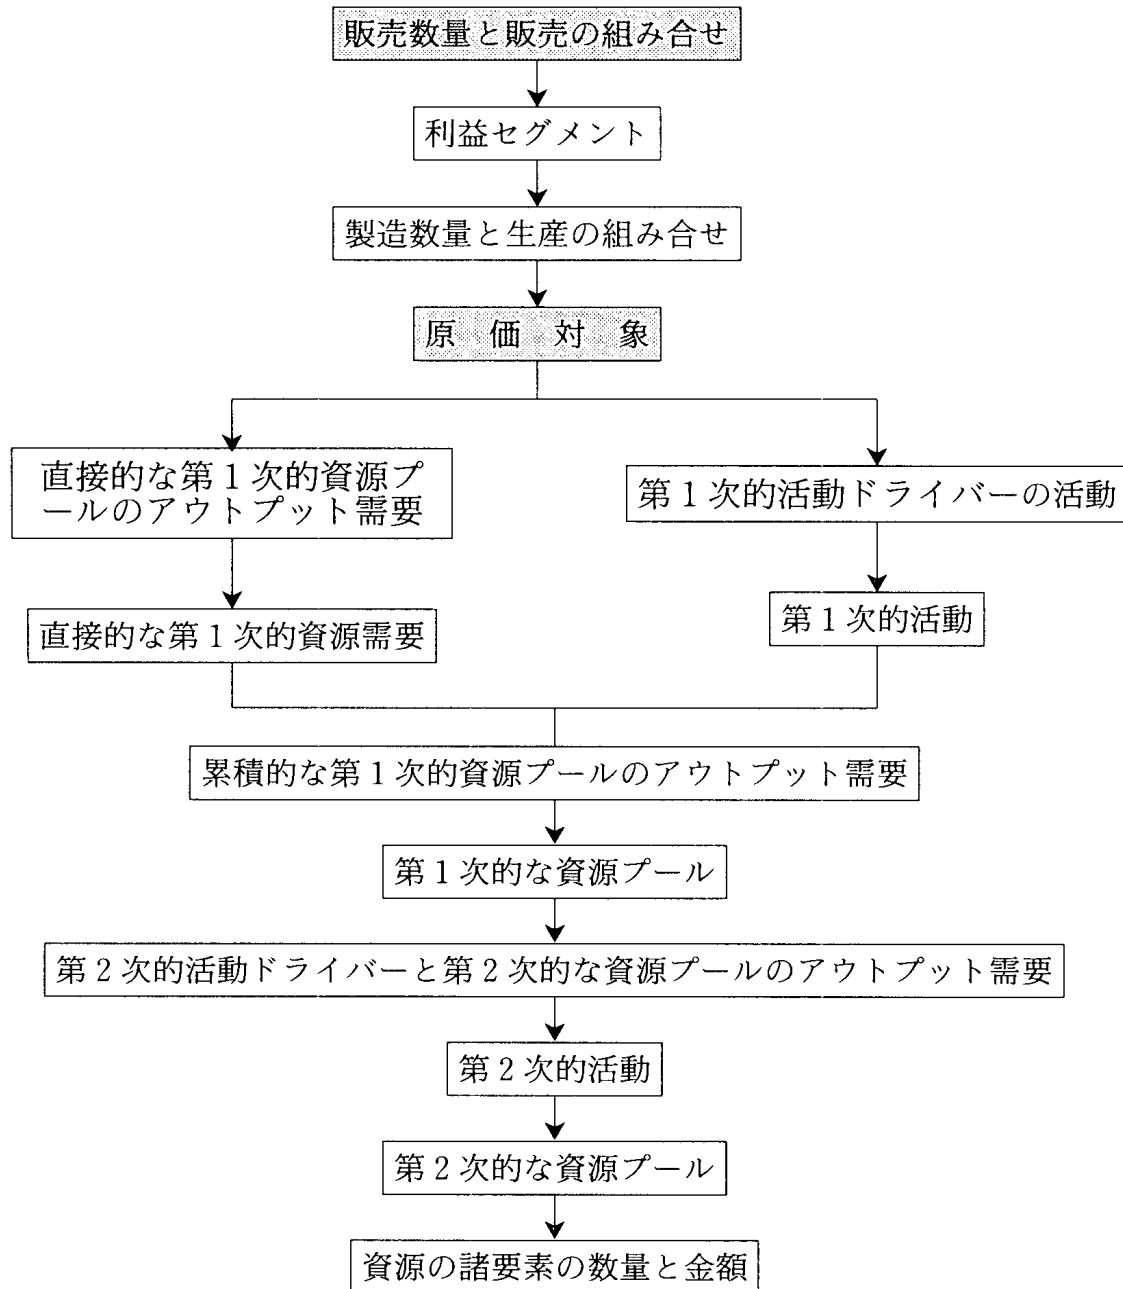 販売数量と販売の組み合せ
利益セグメント
製造数量と生産の組み合せ
原価対象
直接的な第1次的資源プ
ールのアウトプット需要
第1次的活動ドライバーの活動
直接的な第1次的資源需要
第1次的活動
累積的な第1次的資源プールのアウトプット需要
第1次的な資源プール
第2次的活動ドライバーと第2次的な資源プールのアウトプット需要
第2次的活動
第2次的な資源プール
資源の諸要素の数量と金額